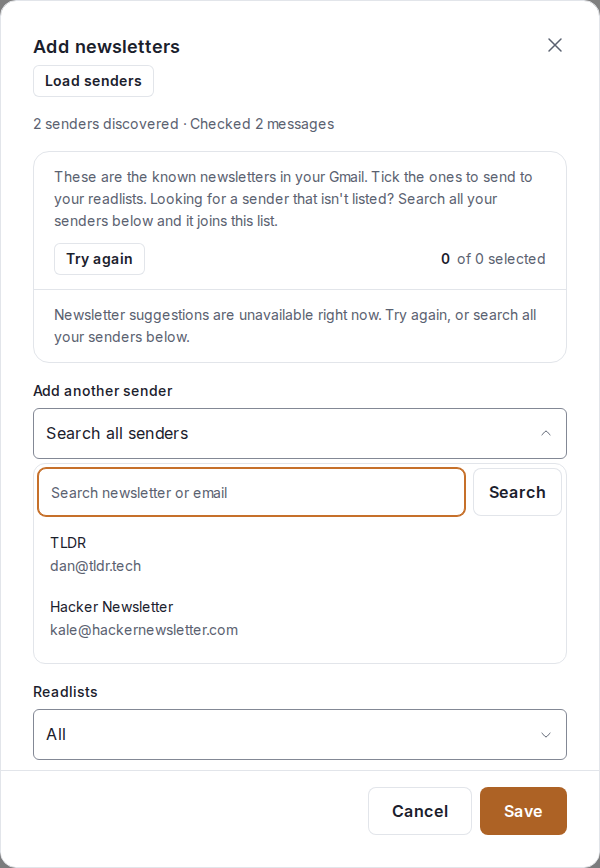 Add newsletters
Load senders
2 senders discovered · Checked 2 messages
These are the known newsletters in your Gmail. Tick the ones to send to
your readlists. Looking for a sender that isn't listed? Search all your
senders below and it joins this list.
Try again
0 of 0 selected
Newsletter suggestions are unavailable right now. Try again, or search all
your senders below.
Add another sender
Search all senders
Search newsletter or email
Search
TLDR
dan@tldr.tech
Hacker Newsletter
kale@hackernewsletter.com
Readlists
All
Cancel
Save